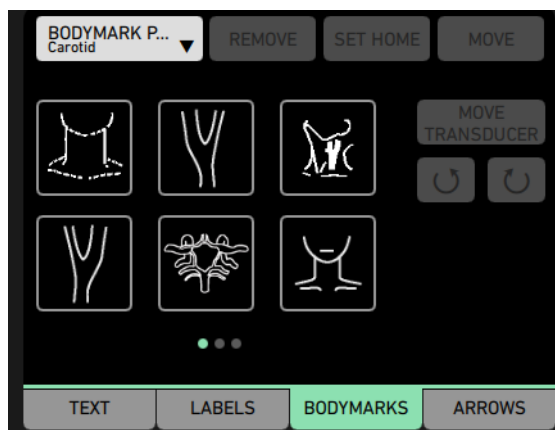 BODYMARK P...
Carotid
REMOVE
SET HOME
MOVE
MOVE
TRANSDUCER
TEXT
LABELS
BODYMARKS
ARROWS